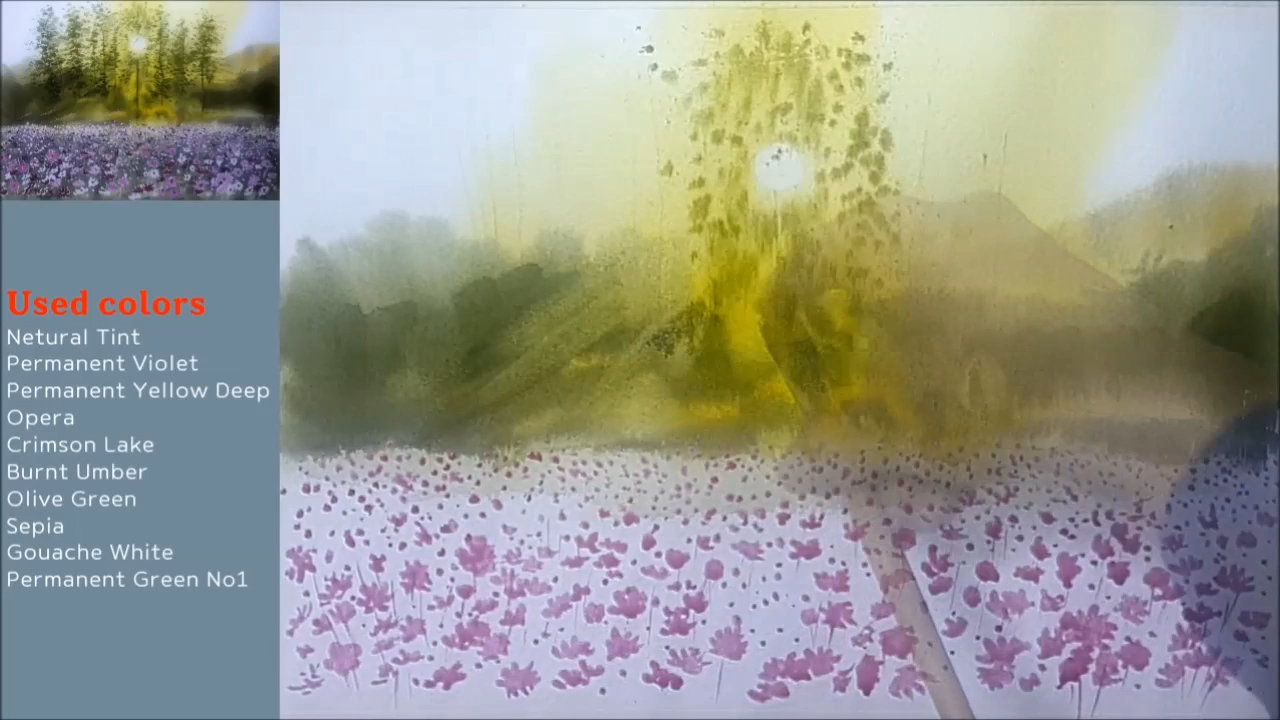 Used colors
Netural Tint
Permanent Violet
Permanent Yellow Deep
Opera
Crimson Lake
Burnt Umber
Olive Green
Sepia
Gouache White
Permanent Green No1